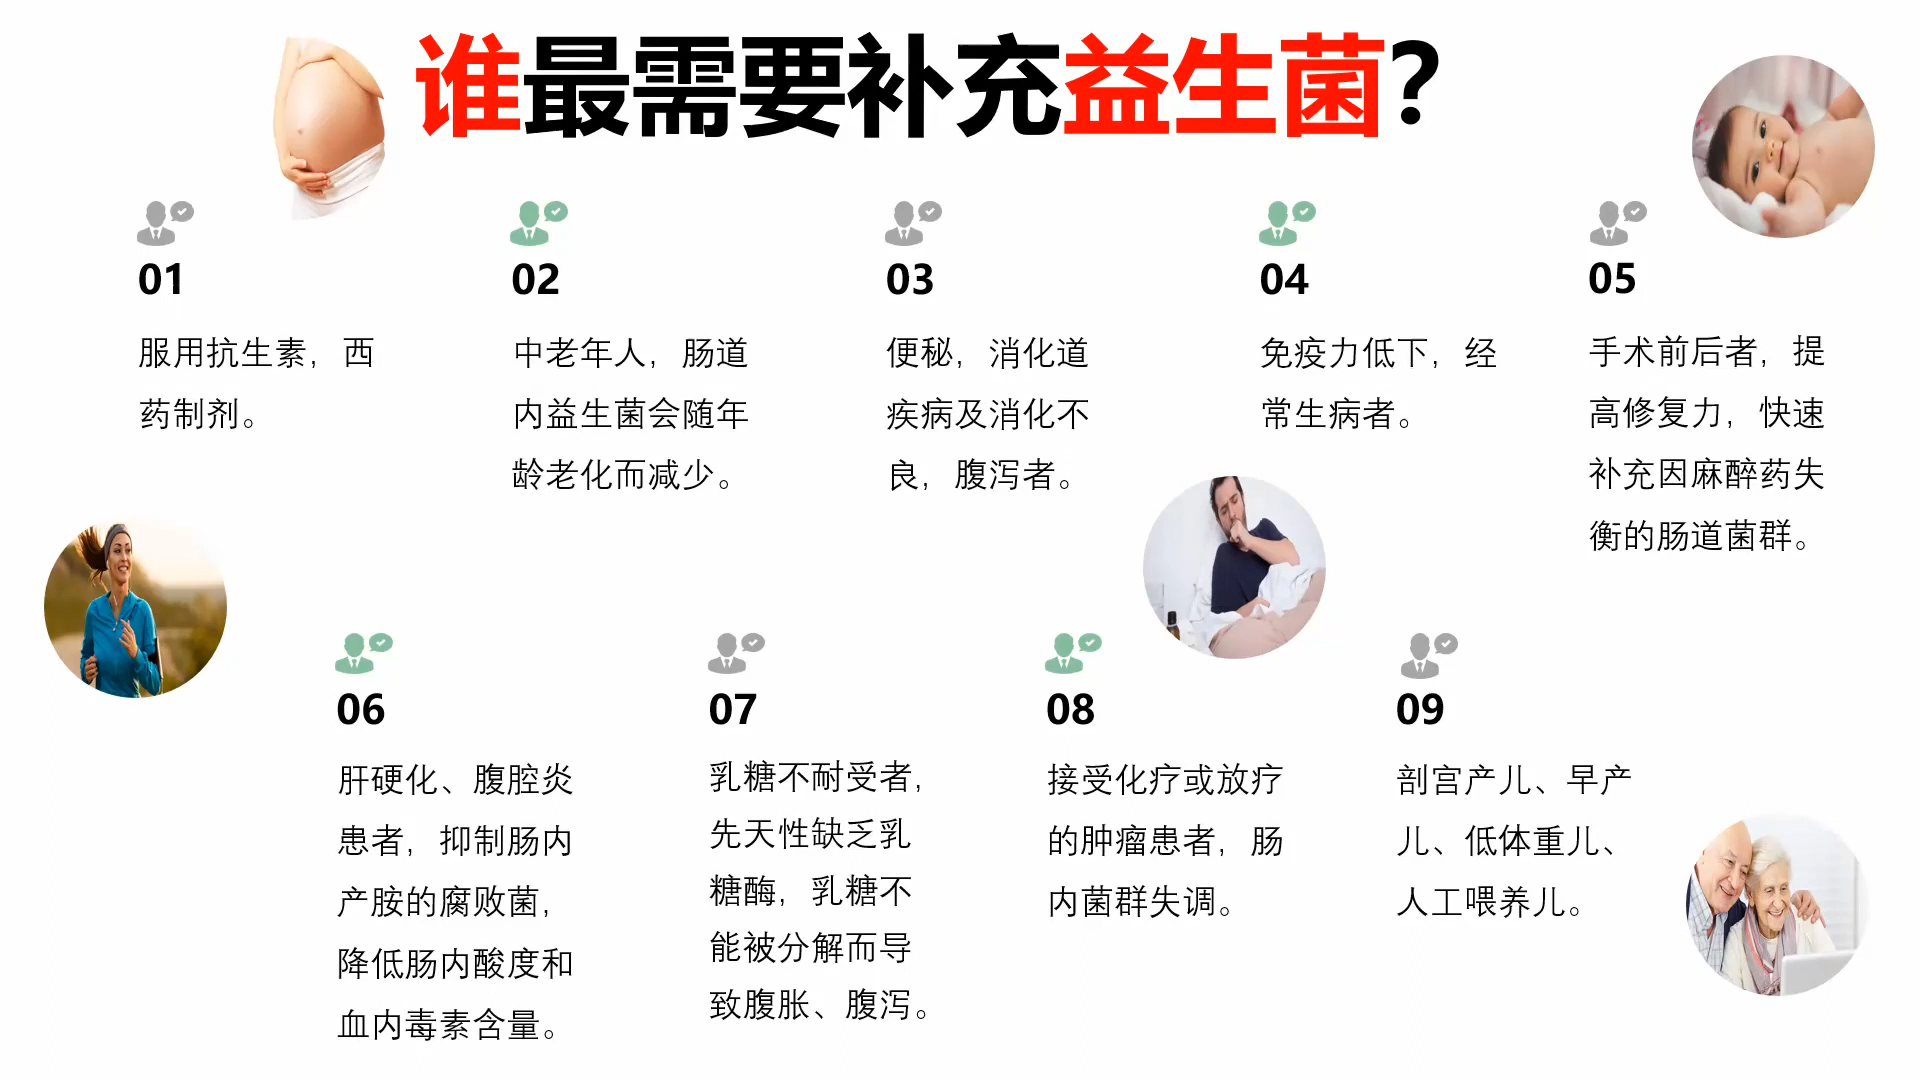 谁最需要补充益生菌？
01
服用抗生素，西
药制剂。
02
中老年人，肠道
内益生菌会随年
龄老化而减少。
03
便秘，消化道
疾病及消化不
良，腹泻者。
04
免疫力低下，经
常生病者。
05
手术前后者，提
高修复力，快速
补充因麻醉药失
衡的肠道菌群。
06
肝硬化、腹腔炎
患者，抑制肠内
产胺的腐败菌，
降低肠内酸度和
血内毒素含量。
07
乳糖不耐受者，
先天性缺乏乳
糖酶，乳糖不
能被分解而导
致腹胀、腹泻。
08
接受化疗或放疗
的肿瘤患者，肠
内菌群失调。
09
剖宫产儿、早产
儿、低体重儿、
人工喂养儿。